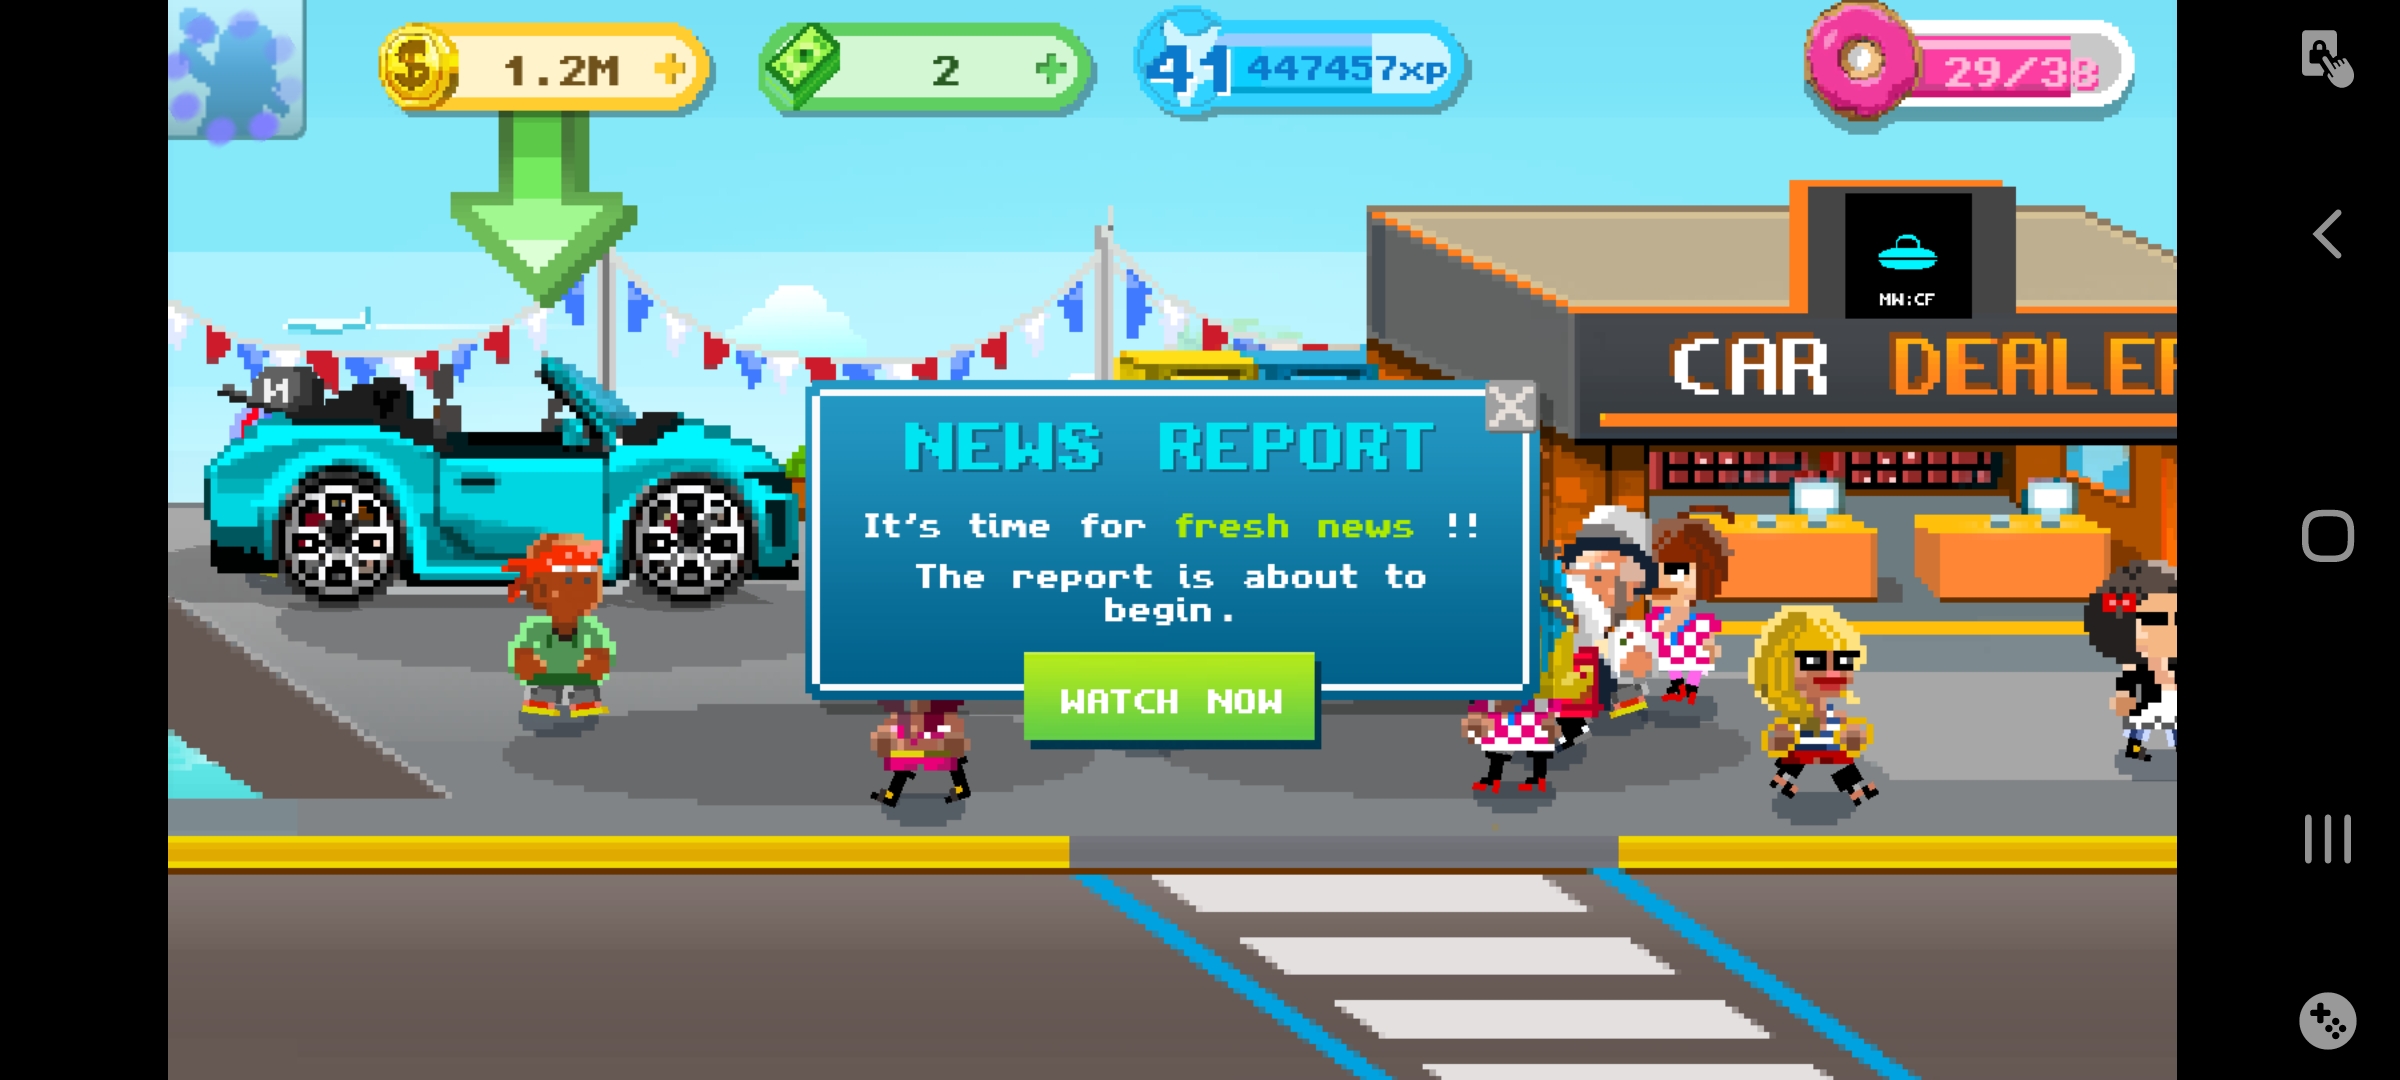 1.2M
2
41 447457xp
29/38
MW:CF
CAR DEALER
NEWS REPORT
It's time for fresh news !!
The report is about to
begin.
WATCH NOW